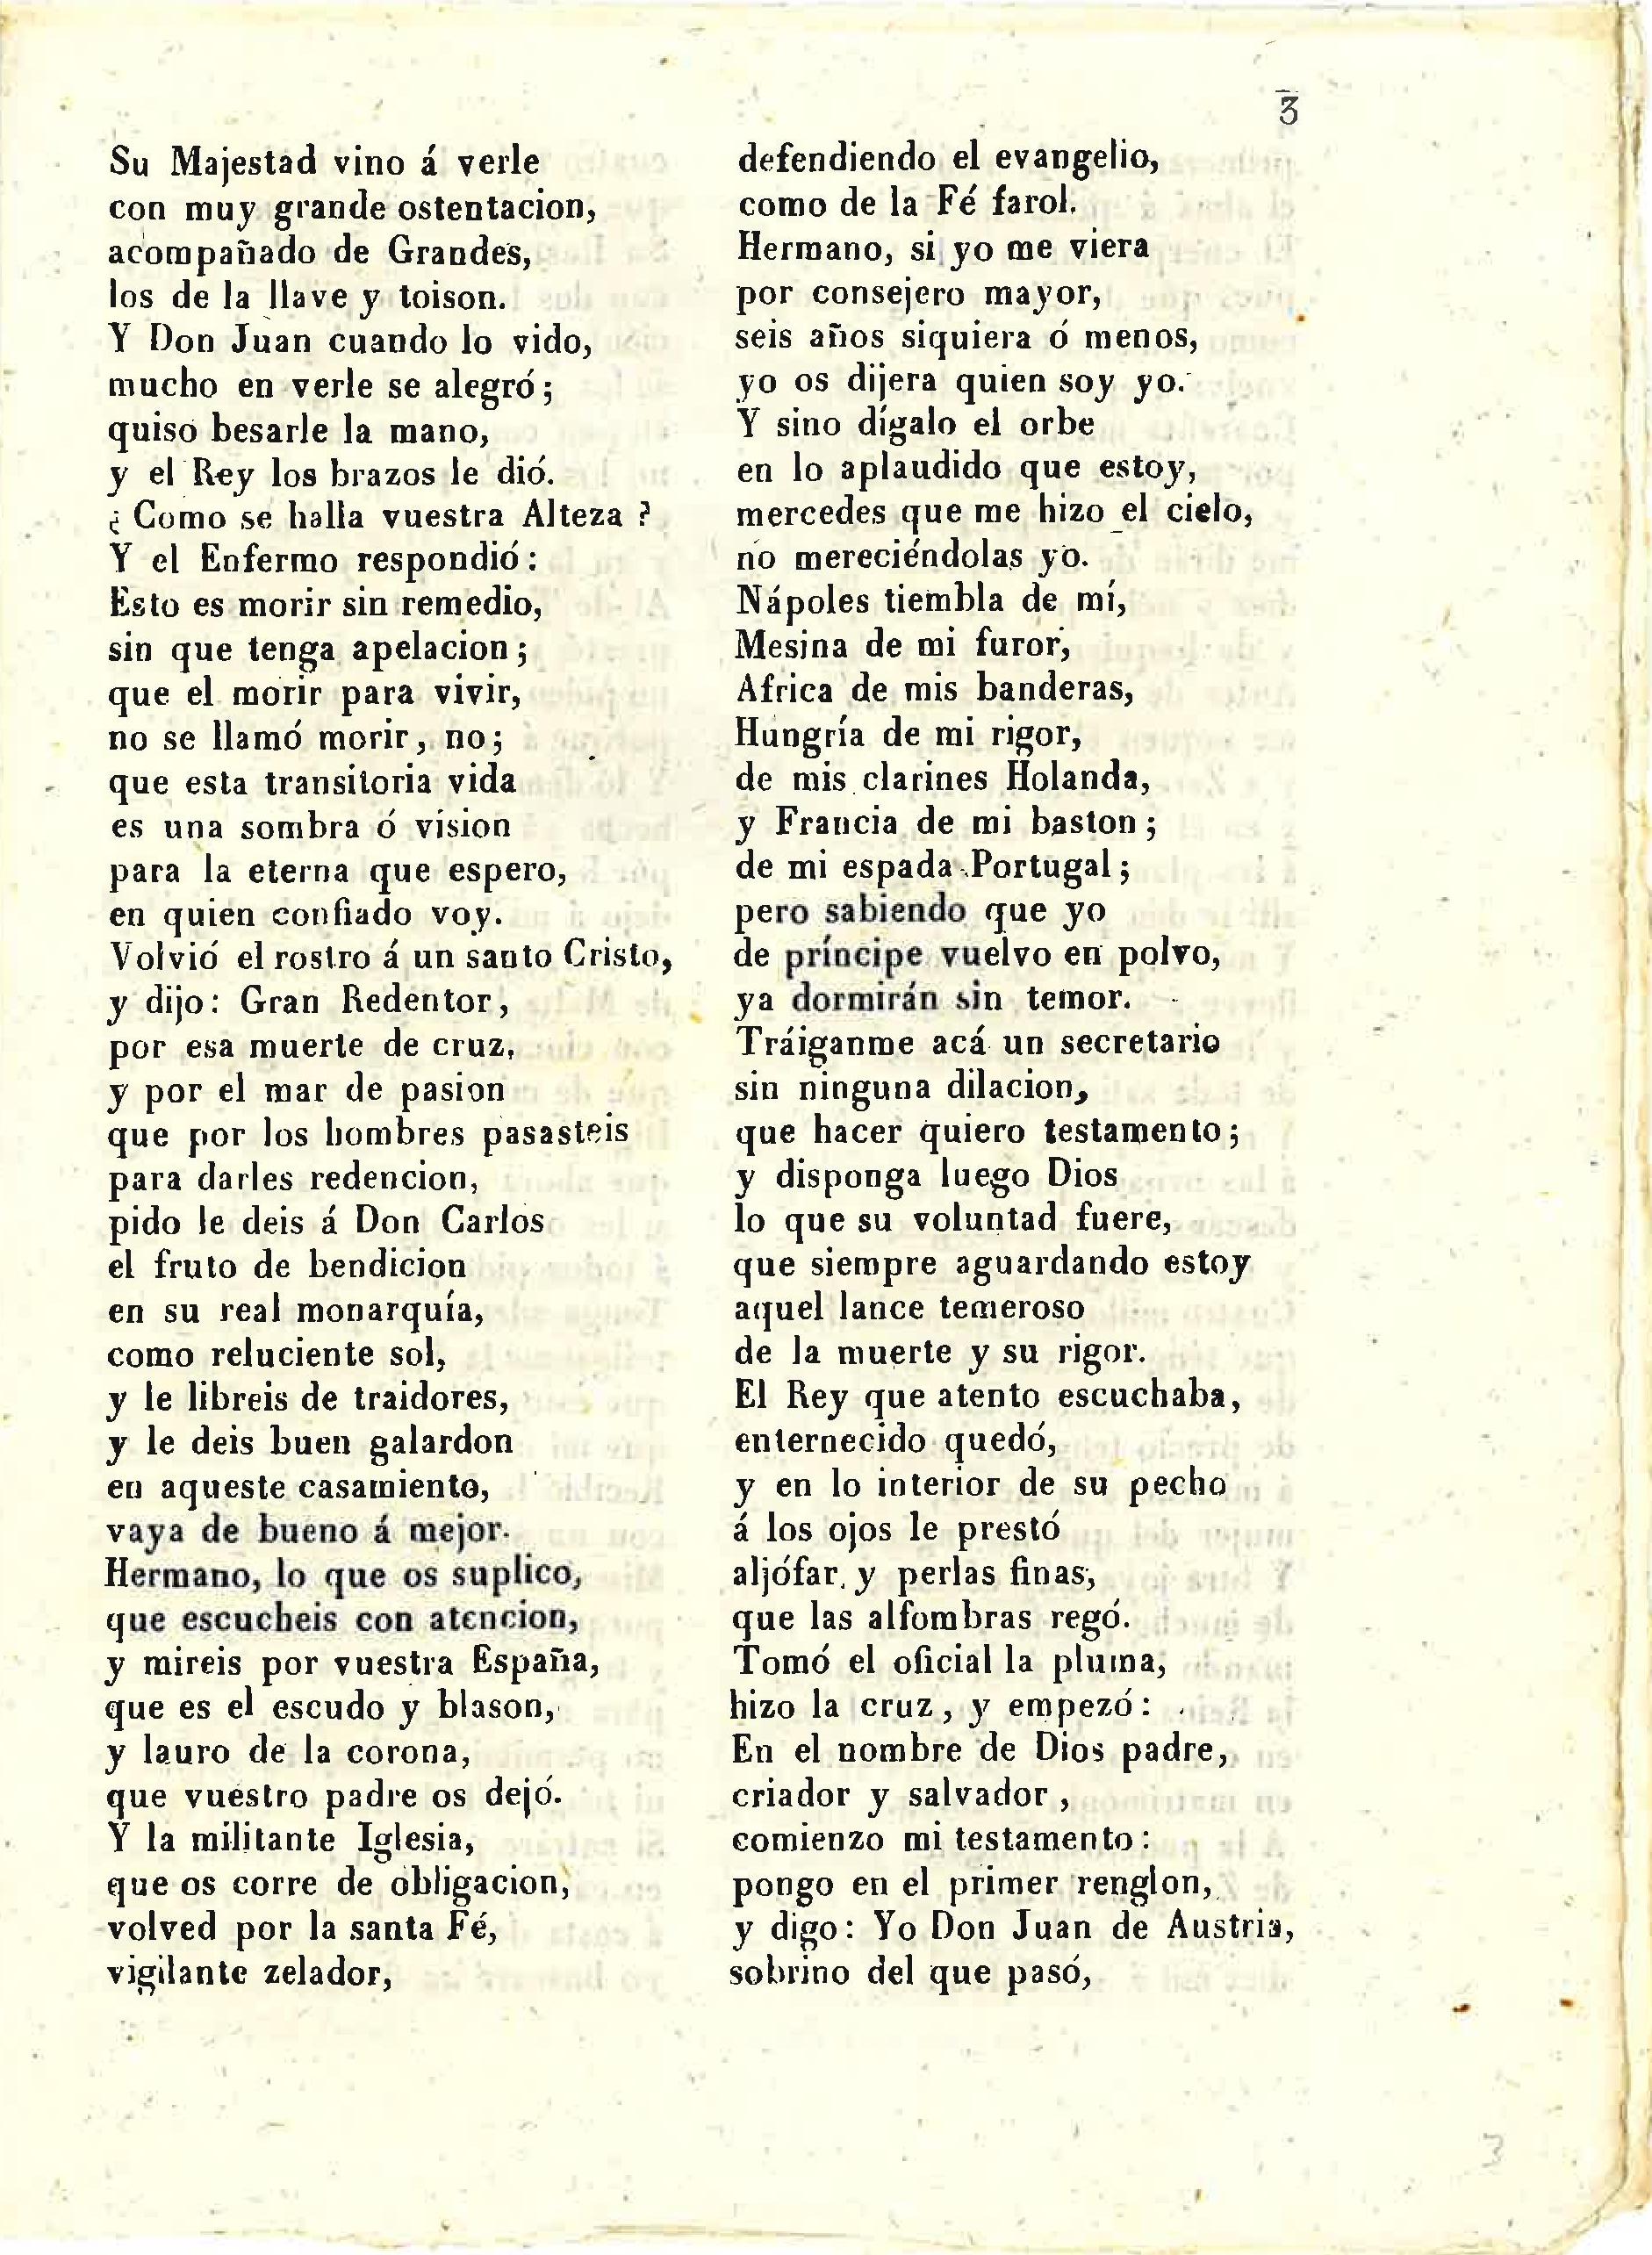 3
Su Majestad vino á verle
con muy grande ostentacion,
acompañado de Grandes,
los de la llave y toison.
Y Don Juan cuando lo vido,
mucho en verle se alegró;
quiso besarle la mano,
y el Rey los brazos le dió.
¿Como se halla vuestra Alteza?
Y el Enfermo respondió:
Esto es morir sin remedio,
sin que tenga apelacion;
que el morir para vivir,
no se llamó morir, no;
que esta transitoria vida
es una sombra ó vision
para la eterna que espero,
en quien confiado voy.
Volvió el rostro á un santo Cristo,
y dijo: Gran Redentor,
por esa muerte de cruz,
y por el mar de pasion
que por los hombres pasasteis
para darles redencion,
pido le deis á Don Carlos
el fruto de bendicion
en su real monarquía,
como reluciente sol,
y le libreis de traidores,
y le deis buen galardon
en aqueste casamiento,
vaya de bueno á mejor.
Hermano, lo que os suplico,
que escucheis con atencion,
y mireis por vuestra España,
que es el escudo y blason,
y lauro de la corona,
que vuestro padre os dejó.
Y la militante Iglesia,
que os corre de obligacion,
volved por la santa Fé,
vigilante zelador,
defendiendo el evangelio,
como de la Fé farol.
Hermano, si yo me viera
por consejero mayor,
seis años siquiera ó menos,
yo os dijera quien soy yo.
Y sino dígalo el orbe
en lo aplaudido que estoy,
mercedes que me hizo el cielo,
no mereciéndolas yo.
Nápoles tiembla de mí,
Mesina de mi furor,
Africa de mis banderas,
Hungría de mi rigor,
de mis clarines Holanda,
y Francia de mi baston;
de mi espada Portugal;
pero sabiendo que yo
de príncipe vuelvo en polvo,
ya dormirán sin temor.
Tráiganme acá un secretario
sin ninguna dilacion,
que hacer quiero testamento;
y disponga luego Dios
lo que su voluntad fuere,
que siempre aguardando estoy
aquel lance temeroso
de la muerte y su rigor.
El Rey que atento escuchaba,
enternecido quedó,
y en lo interior de su pecho
á los ojos le prestó
aljófar y perlas finas,
que las alfombras regó.
Tomó el oficial la pluma,
hizo la cruz, y empezó:
En el nombre de Dios padre,
criador y salvador,
comienzo mi testamento:
pongo en el primer renglon,
y digo: Yo Don Juan de Austria,
sobrino del que pasó,
3